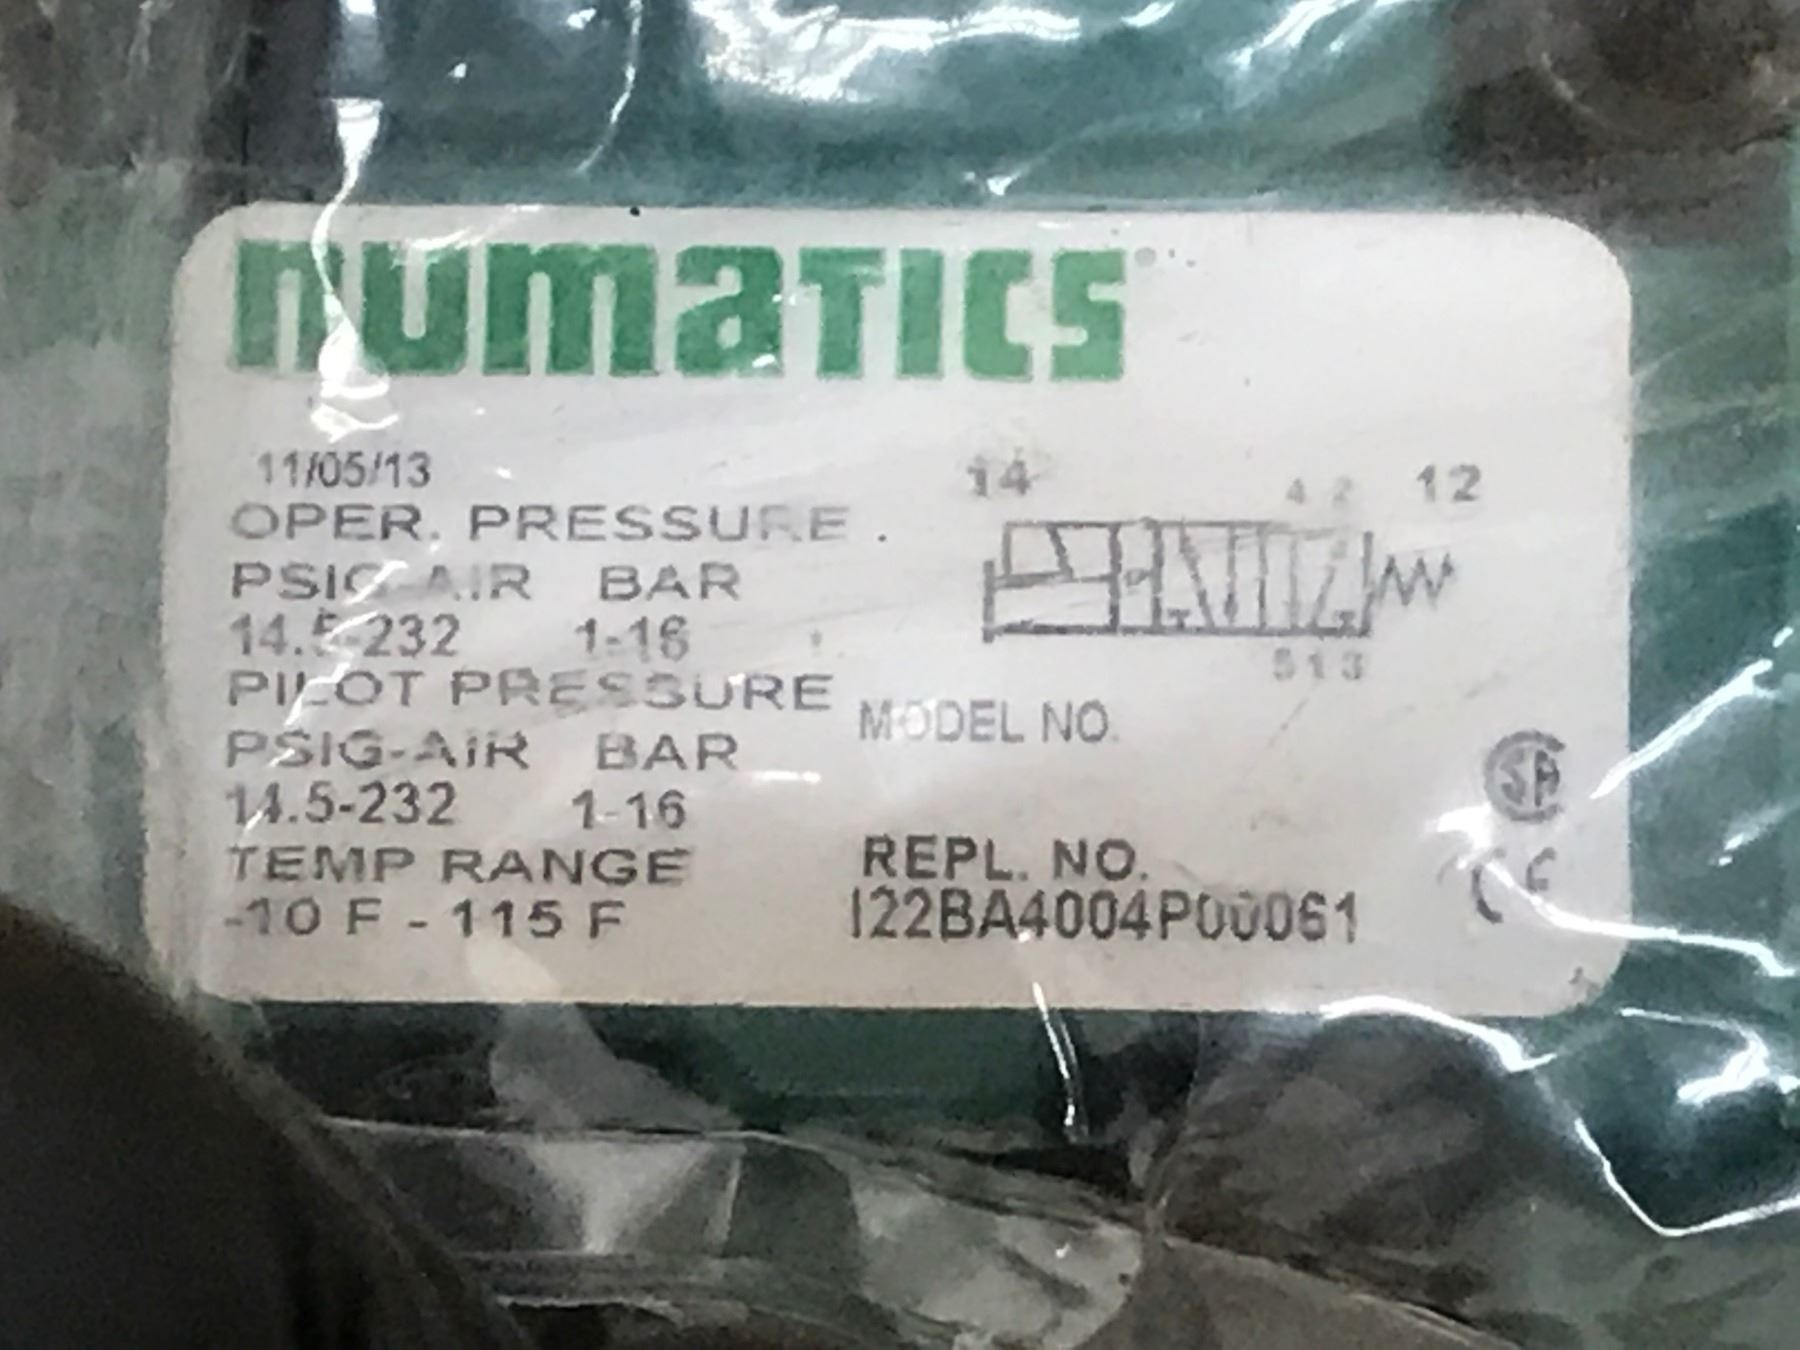 numatics
11/05/13
OPER. PRESSURE
PSIG-AIR BAR
14.5-232 1-16
PILOT PRESSURE
PSIG-AIR BAR
14.5-232 1-16
TEMP RANGE
-10 F - 115 F
14 4 2 12
5 1 3
MODEL NO.
REPL. NO.
I22BA4004P00061
SA
CE